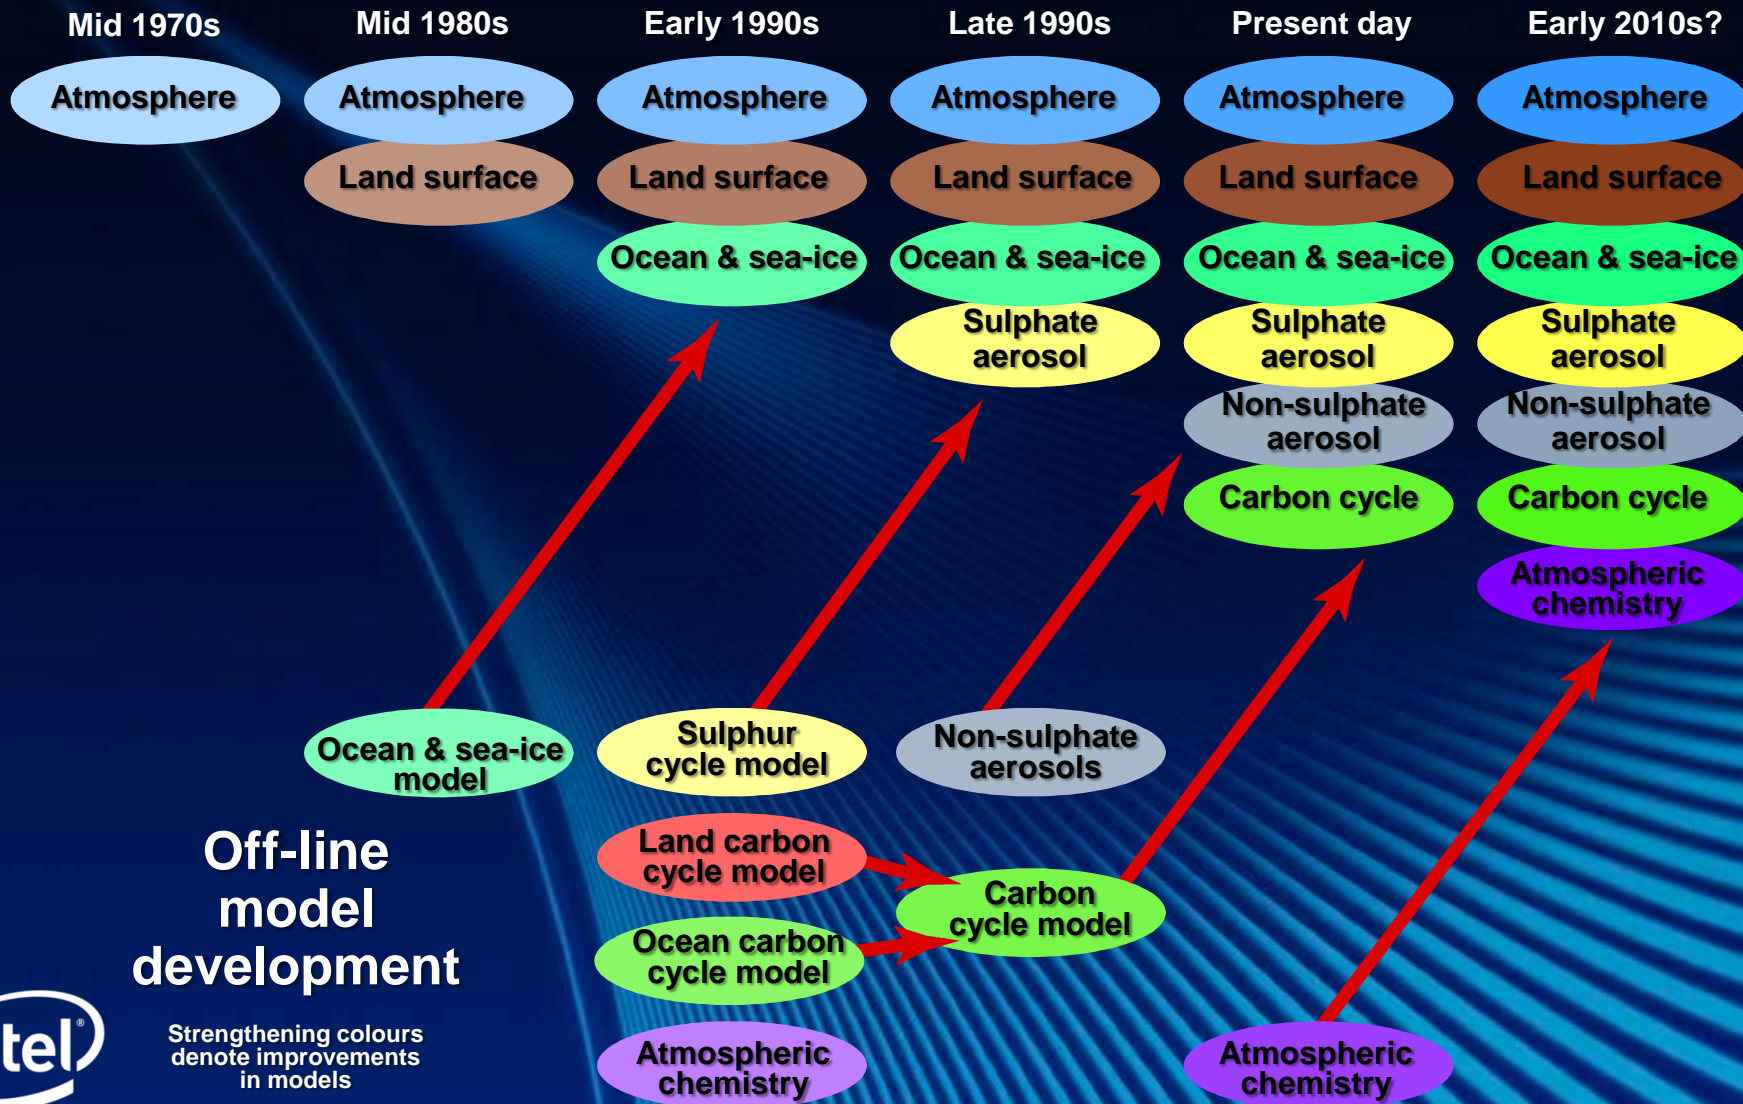 Mid 1970s
Mid 1980s
Early 1990s
Late 1990s
Present day
Early 2010s?
Atmosphere
Atmosphere
Atmosphere
Atmosphere
Atmosphere
Atmosphere
Land surface
Land surface
Land surface
Land surface
Land surface
Ocean & sea-ice
Ocean & sea-ice
Ocean & sea-ice
Ocean & sea-ice
Sulphate
aerosol
Sulphate
aerosol
Sulphate
aerosol
Non-sulphate
aerosol
Non-sulphate
aerosol
Carbon cycle
Carbon cycle
Atmospheric
chemistry
Ocean & sea-ice
model
Sulphur
cycle model
Non-sulphate
aerosols
Land carbon
cycle model
Carbon
cycle model
Ocean carbon
cycle model
Atmospheric
chemistry
Atmospheric
chemistry
Off-line
model
development
Strengthening colours
denote improvements
in models
tel®